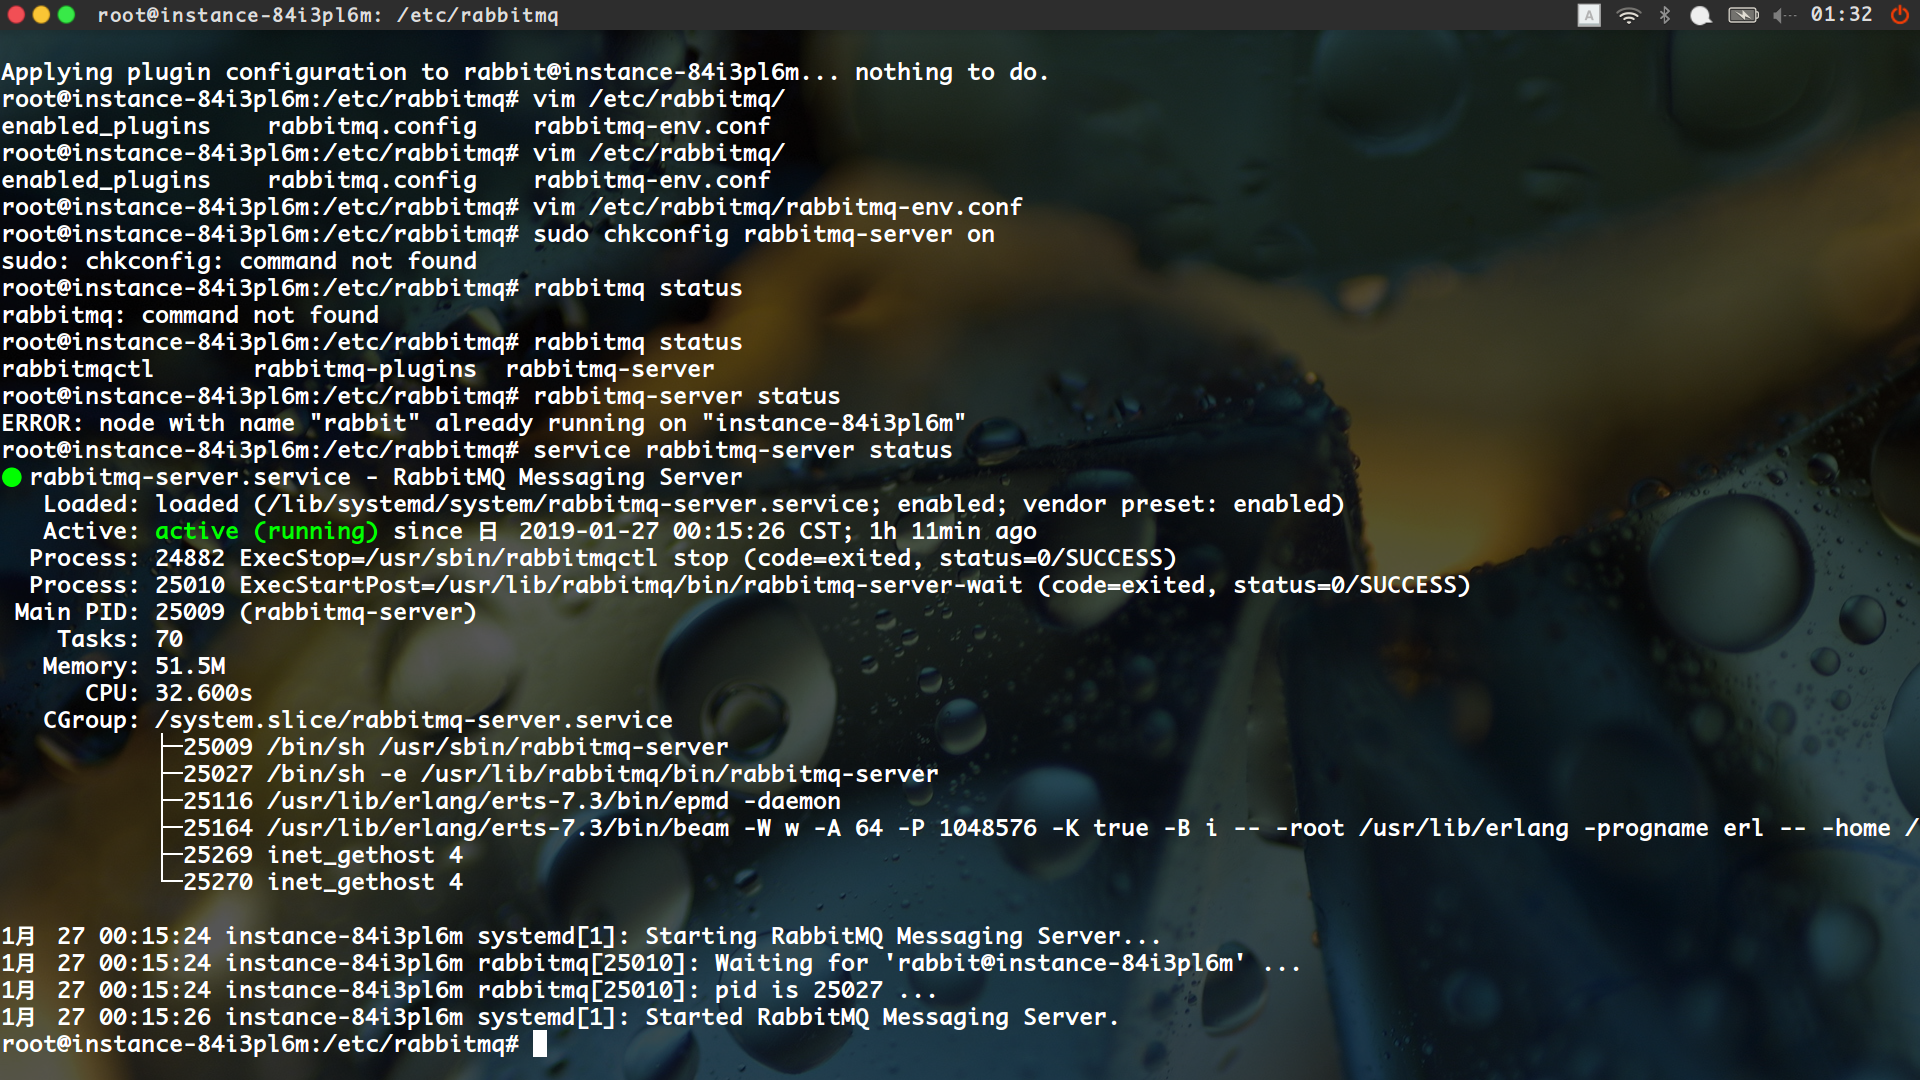 root@instance-84i3pl6m: /etc/rabbitmq
A
01:32
Applying plugin configuration to rabbit@instance-84i3pl6m... nothing to do.
root@instance-84i3pl6m:/etc/rabbitmq# vim /etc/rabbitmq/
enabled_plugins    rabbitmq.config    rabbitmq-env.conf
root@instance-84i3pl6m:/etc/rabbitmq# vim /etc/rabbitmq/
enabled_plugins    rabbitmq.config    rabbitmq-env.conf
root@instance-84i3pl6m:/etc/rabbitmq# vim /etc/rabbitmq/rabbitmq-env.conf
root@instance-84i3pl6m:/etc/rabbitmq# sudo chkconfig rabbitmq-server on
sudo: chkconfig: command not found
root@instance-84i3pl6m:/etc/rabbitmq# rabbitmq status
rabbitmq: command not found
root@instance-84i3pl6m:/etc/rabbitmq# rabbitmq status
rabbitmqctl       rabbitmq-plugins  rabbitmq-server
root@instance-84i3pl6m:/etc/rabbitmq# rabbitmq-server status
ERROR: node with name "rabbit" already running on "instance-84i3pl6m"
root@instance-84i3pl6m:/etc/rabbitmq# service rabbitmq-server status
● rabbitmq-server.service - RabbitMQ Messaging Server
   Loaded: loaded (/lib/systemd/system/rabbitmq-server.service; enabled; vendor preset: enabled)
   Active: active (running) since 日 2019-01-27 00:15:26 CST; 1h 11min ago
  Process: 24882 ExecStop=/usr/sbin/rabbitmqctl stop (code=exited, status=0/SUCCESS)
  Process: 25010 ExecStartPost=/usr/lib/rabbitmq/bin/rabbitmq-server-wait (code=exited, status=0/SUCCESS)
 Main PID: 25009 (rabbitmq-server)
    Tasks: 70
   Memory: 51.5M
      CPU: 32.600s
   CGroup: /system.slice/rabbitmq-server.service
           ├─25009 /bin/sh /usr/sbin/rabbitmq-server
           ├─25027 /bin/sh -e /usr/lib/rabbitmq/bin/rabbitmq-server
           ├─25116 /usr/lib/erlang/erts-7.3/bin/epmd -daemon
           ├─25164 /usr/lib/erlang/erts-7.3/bin/beam -W w -A 64 -P 1048576 -K true -B i -- -root /usr/lib/erlang -progname erl -- -home /
           ├─25269 inet_gethost 4
           └─25270 inet_gethost 4
1月  27 00:15:24 instance-84i3pl6m systemd[1]: Starting RabbitMQ Messaging Server...
1月  27 00:15:24 instance-84i3pl6m rabbitmq[25010]: Waiting for 'rabbit@instance-84i3pl6m' ...
1月  27 00:15:24 instance-84i3pl6m rabbitmq[25010]: pid is 25027 ...
1月  27 00:15:26 instance-84i3pl6m systemd[1]: Started RabbitMQ Messaging Server.
root@instance-84i3pl6m:/etc/rabbitmq#